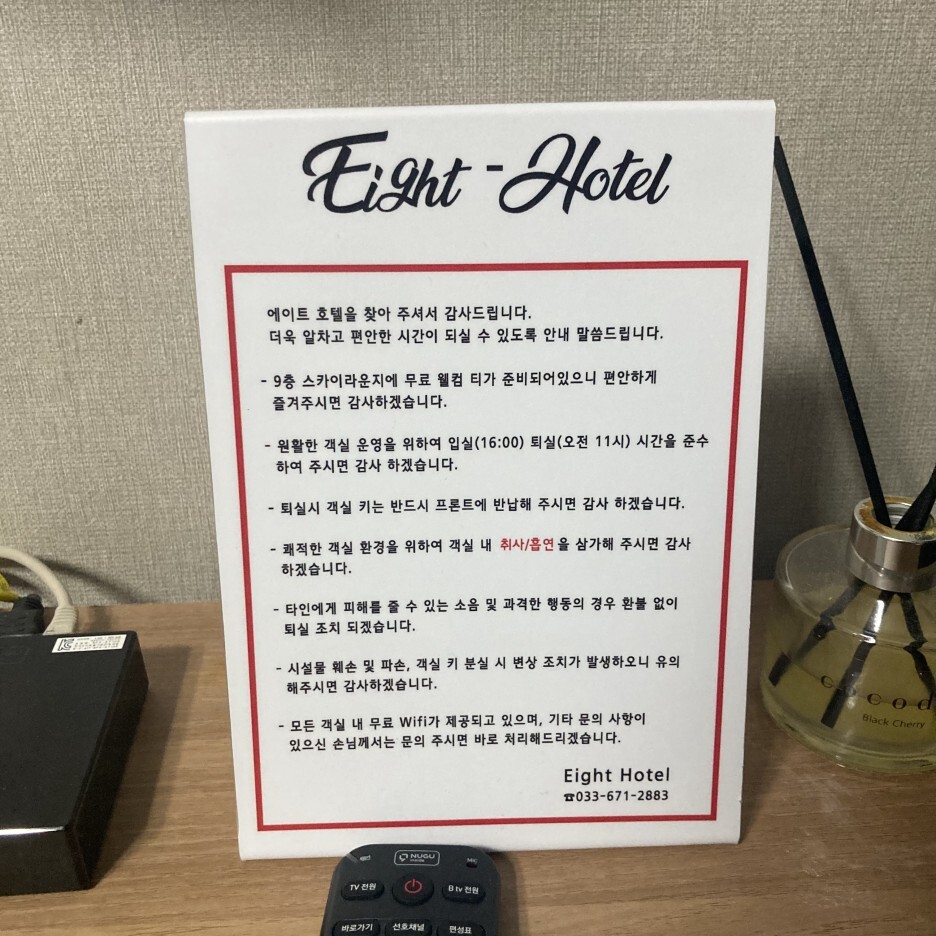 Eight - Hotel
에이트 호텔을 찾아 주셔서 감사드립니다.
더욱 알차고 편안한 시간이 되실 수 있도록 안내 말씀드립니다.
- 9층 스카이라운지에 무료 웰컴 티가 준비되어있으니 편안하게
즐겨주시면 감사하겠습니다.
- 원활한 객실 운영을 위하여 입실(16:00) 퇴실(오전 11시) 시간을 준수
하여 주시면 감사 하겠습니다.
- 퇴실시 객실 키는 반드시 프론트에 반납해 주시면 감사 하겠습니다.
- 쾌적한 객실 환경을 위하여 객실 내 취사/흡연을 삼가해 주시면 감사
하겠습니다.
- 타인에게 피해를 줄 수 있는 소음 및 과격한 행동의 경우 환불 없이
퇴실 조치 되겠습니다.
- 시설물 훼손 및 파손, 객실 키 분실 시 변상 조치가 발생하오니 유의
해주시면 감사하겠습니다.
- 모든 객실 내 무료 Wifi가 제공되고 있으며, 기타 문의 사항이
있으신 손님께서는 문의 주시면 바로 처리해드리겠습니다.
Eight Hotel
☎033-671-2883
cocod
Black Cherry
NUGU
MIC
TV 전원
B tv 전원
바로가기
선호채널
편성표